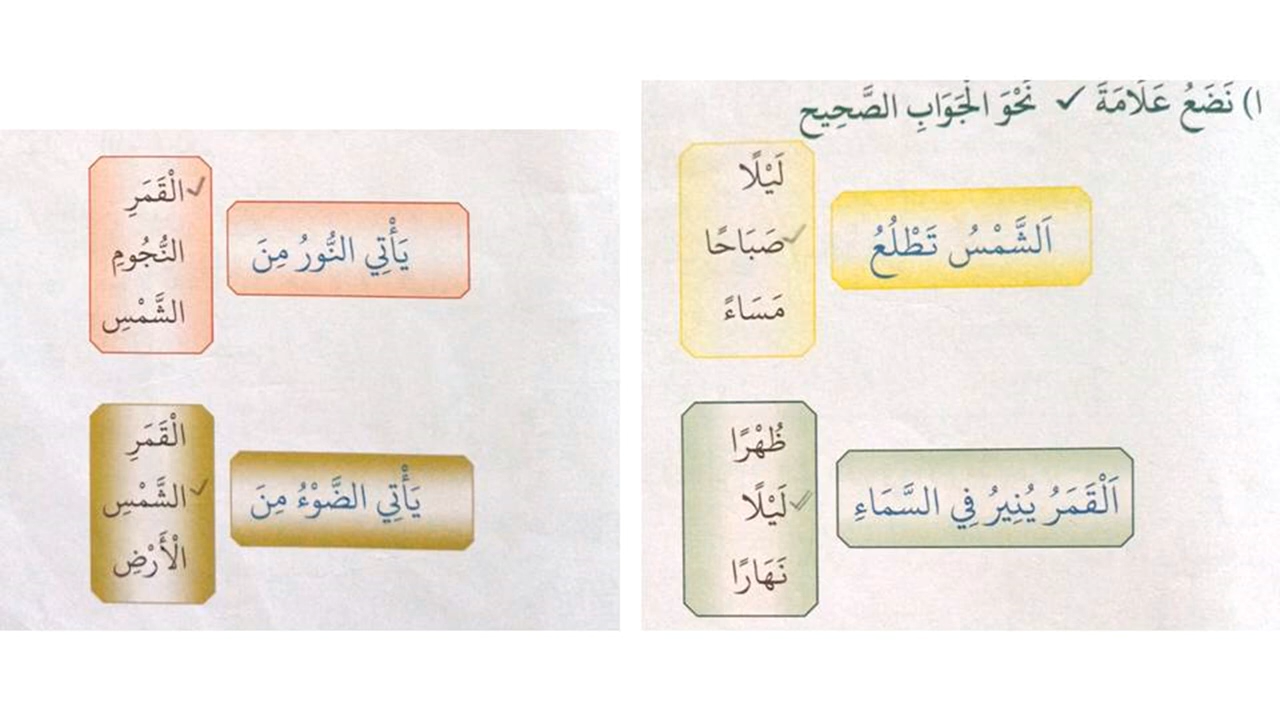 ١) نَضَعُ عَلَامَةَ ✓ نَحْوَ الْجَوَابِ الصَّحِيحِ
اَلشَّمْسُ تَطْلُعُ
لَيْلًا
صَبَاحًا ✓
مَسَاءً
اَلْقَمَرُ يُنِيرُ فِي السَّمَاءِ
ظُهْرًا
لَيْلًا ✓
نَهَارًا
يَأْتِي النُّورُ مِنَ
الْقَمَرِ ✓
النُّجُومِ
الشَّمْسِ
يَأْتِي الضَّوْءُ مِنَ
الْقَمَرِ
الشَّمْسِ ✓
الْأَرْضِ